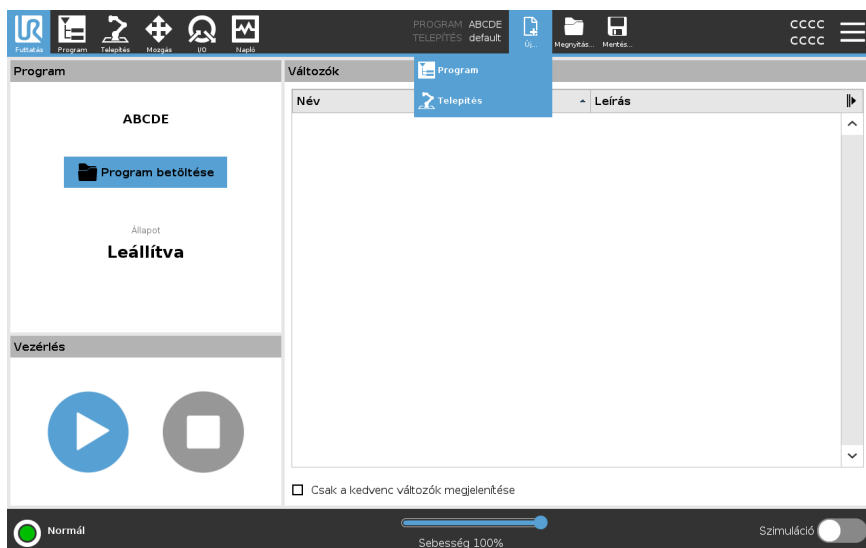 Futtatás Program Telepítés Mozgás I/O Napló
PROGRAM ABCDE
TELEPÍTÉS default
Új... Megnyitás... Mentés...
CCCC
CCCC
Program
Változók
Program
Telepítés
Név
Leírás
ABCDE
Program betöltése
Állapot
Leállítva
Vezérlés
Csak a kedvenc változók megjelenítése
Normál
Sebesség 100%
Szimuláció